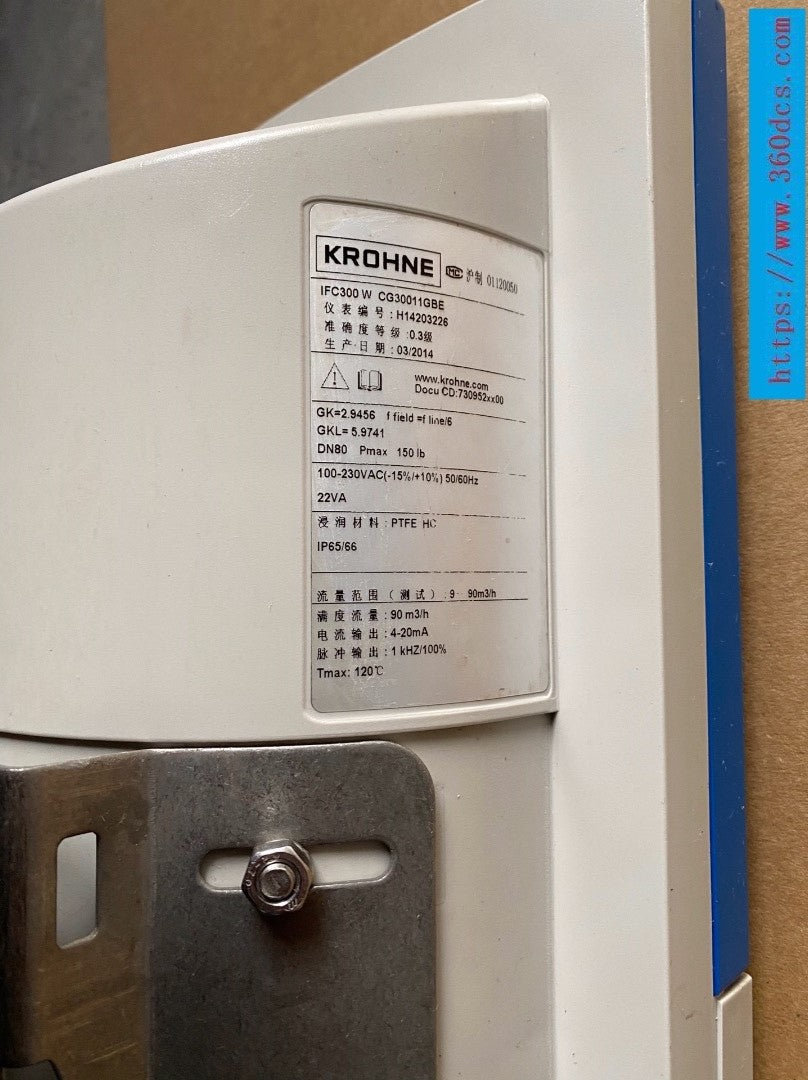 KROHNE MC 沪制 01120050
IFC300 W CG30011GBE
仪表编号:H14203226
准确度等级:0.3级
生产日期:03/2014
www.krohne.com
Docu CD:730952xx00
GK=2.9456 f field =f line/6
GKL= 5.9741
DN80 Pmax 150 lb
100-230VAC(-15%/+10%) 50/60Hz
22VA
浸润材料:PTFE HC
IP65/66
流量范围(测试):9- 90m3/h
满度流量:90 m3/h
电流输出:4-20mA
脉冲输出:1 kHZ/100%
Tmax: 120℃
https://www.360dcs.com